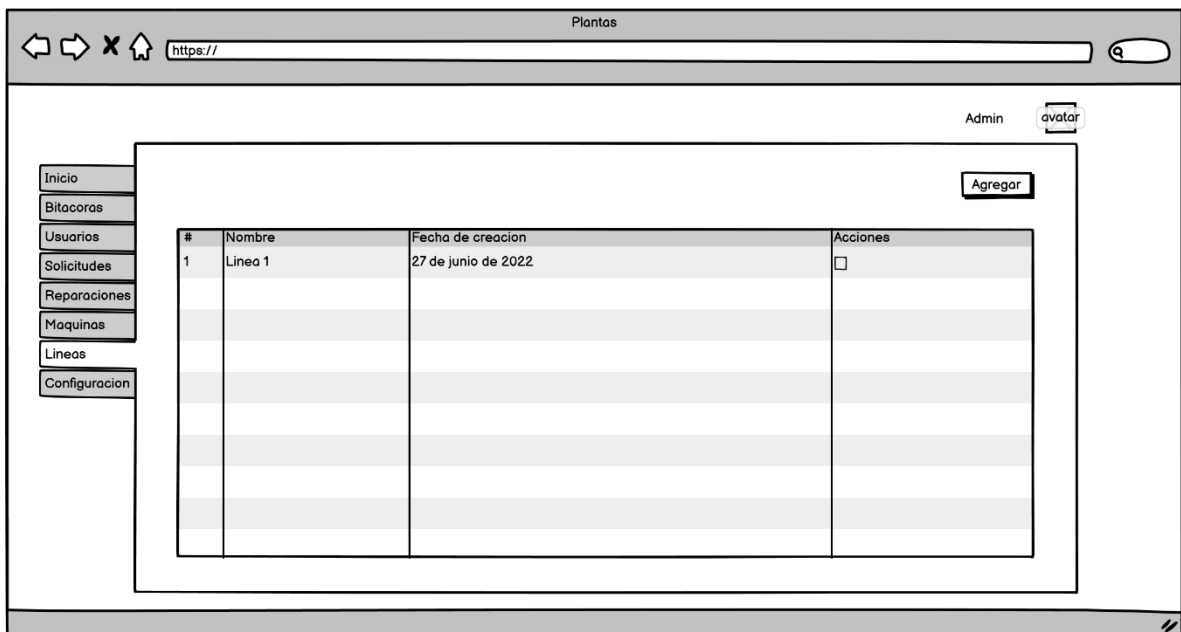 Plantas
https://
Admin
avatar
Agregar
Inicio
Bitacoras
Usuarios
Solicitudes
Reparaciones
Maquinas
Lineas
Configuracion
# Nombre Fecha de creacion Acciones
1 Linea 1 27 de junio de 2022